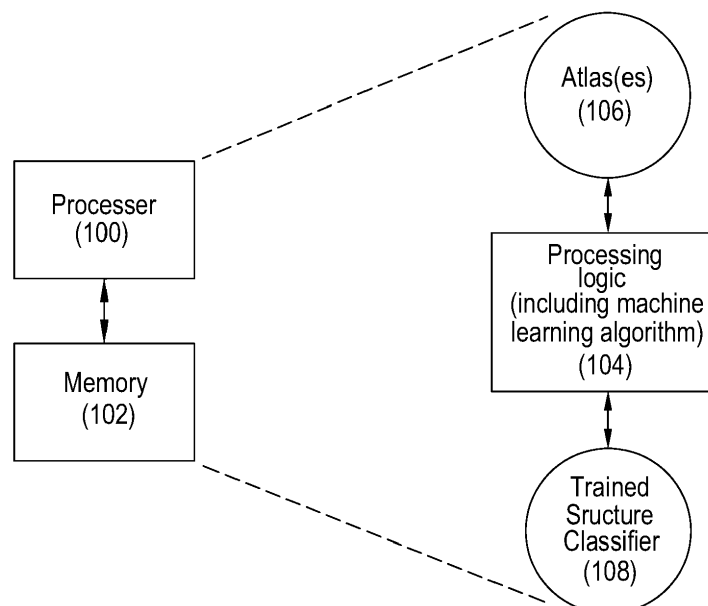 Processer
(100)
Memory
(102)
Atlas(es)
(106)
Processing
logic
(including machine
learning algorithm)
(104)
Trained
Sructure
Classifier
(108)